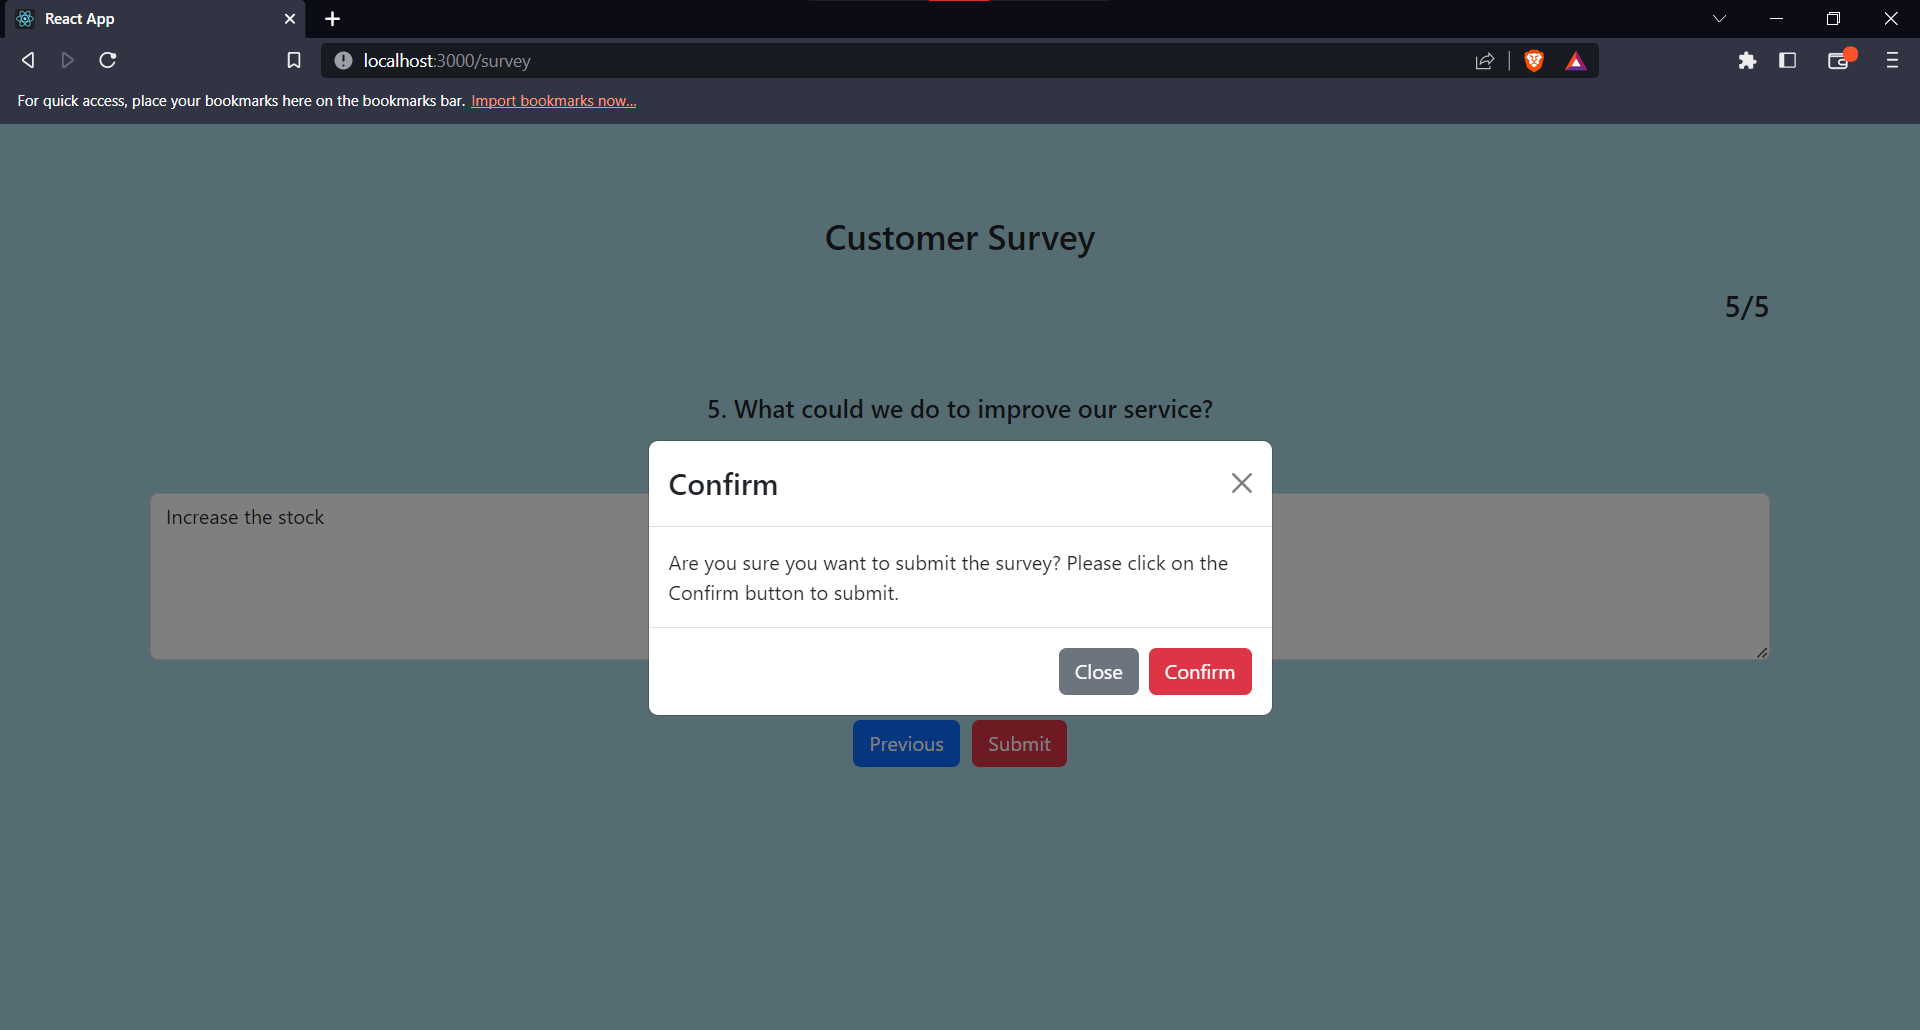 React App
localhost:3000/survey
For quick access, place your bookmarks here on the bookmarks bar. Import bookmarks now...
Customer Survey
5/5
5. What could we do to improve our service?
Increase the stock
Confirm
Are you sure you want to submit the survey? Please click on the
Confirm button to submit.
Close Confirm
Previous Submit